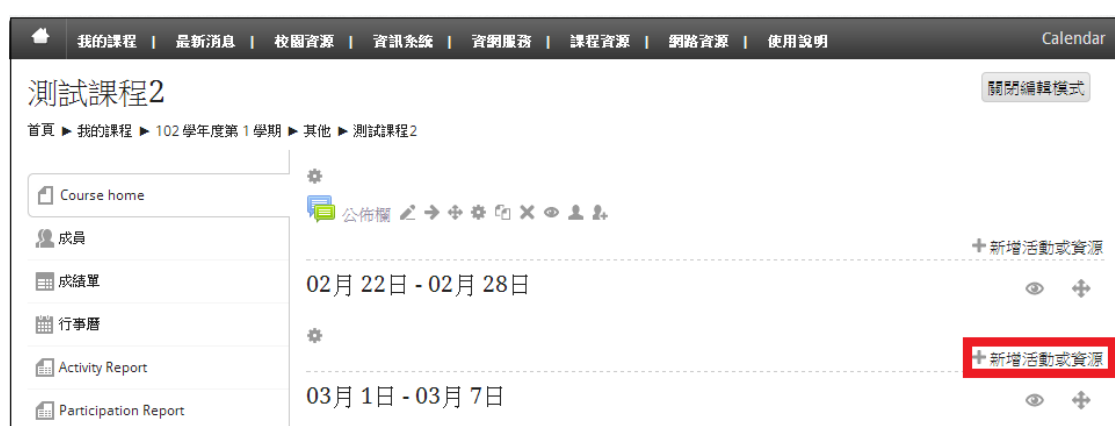 我的課程 | 最新消息 | 校園資源 | 資訊系統 | 資網服務 | 課程資源 | 網路資源 | 使用說明 Calendar
測試課程2 關閉編輯模式
首頁 ▶ 我的課程 ▶ 102 學年度第 1 學期 ▶ 其他 ▶ 測試課程2
Course home
成員
成績單
行事曆
Activity Report
Participation Report
公佈欄
+新增活動或資源
02月 22日 - 02月 28日
+新增活動或資源
03月 1日 - 03月 7日